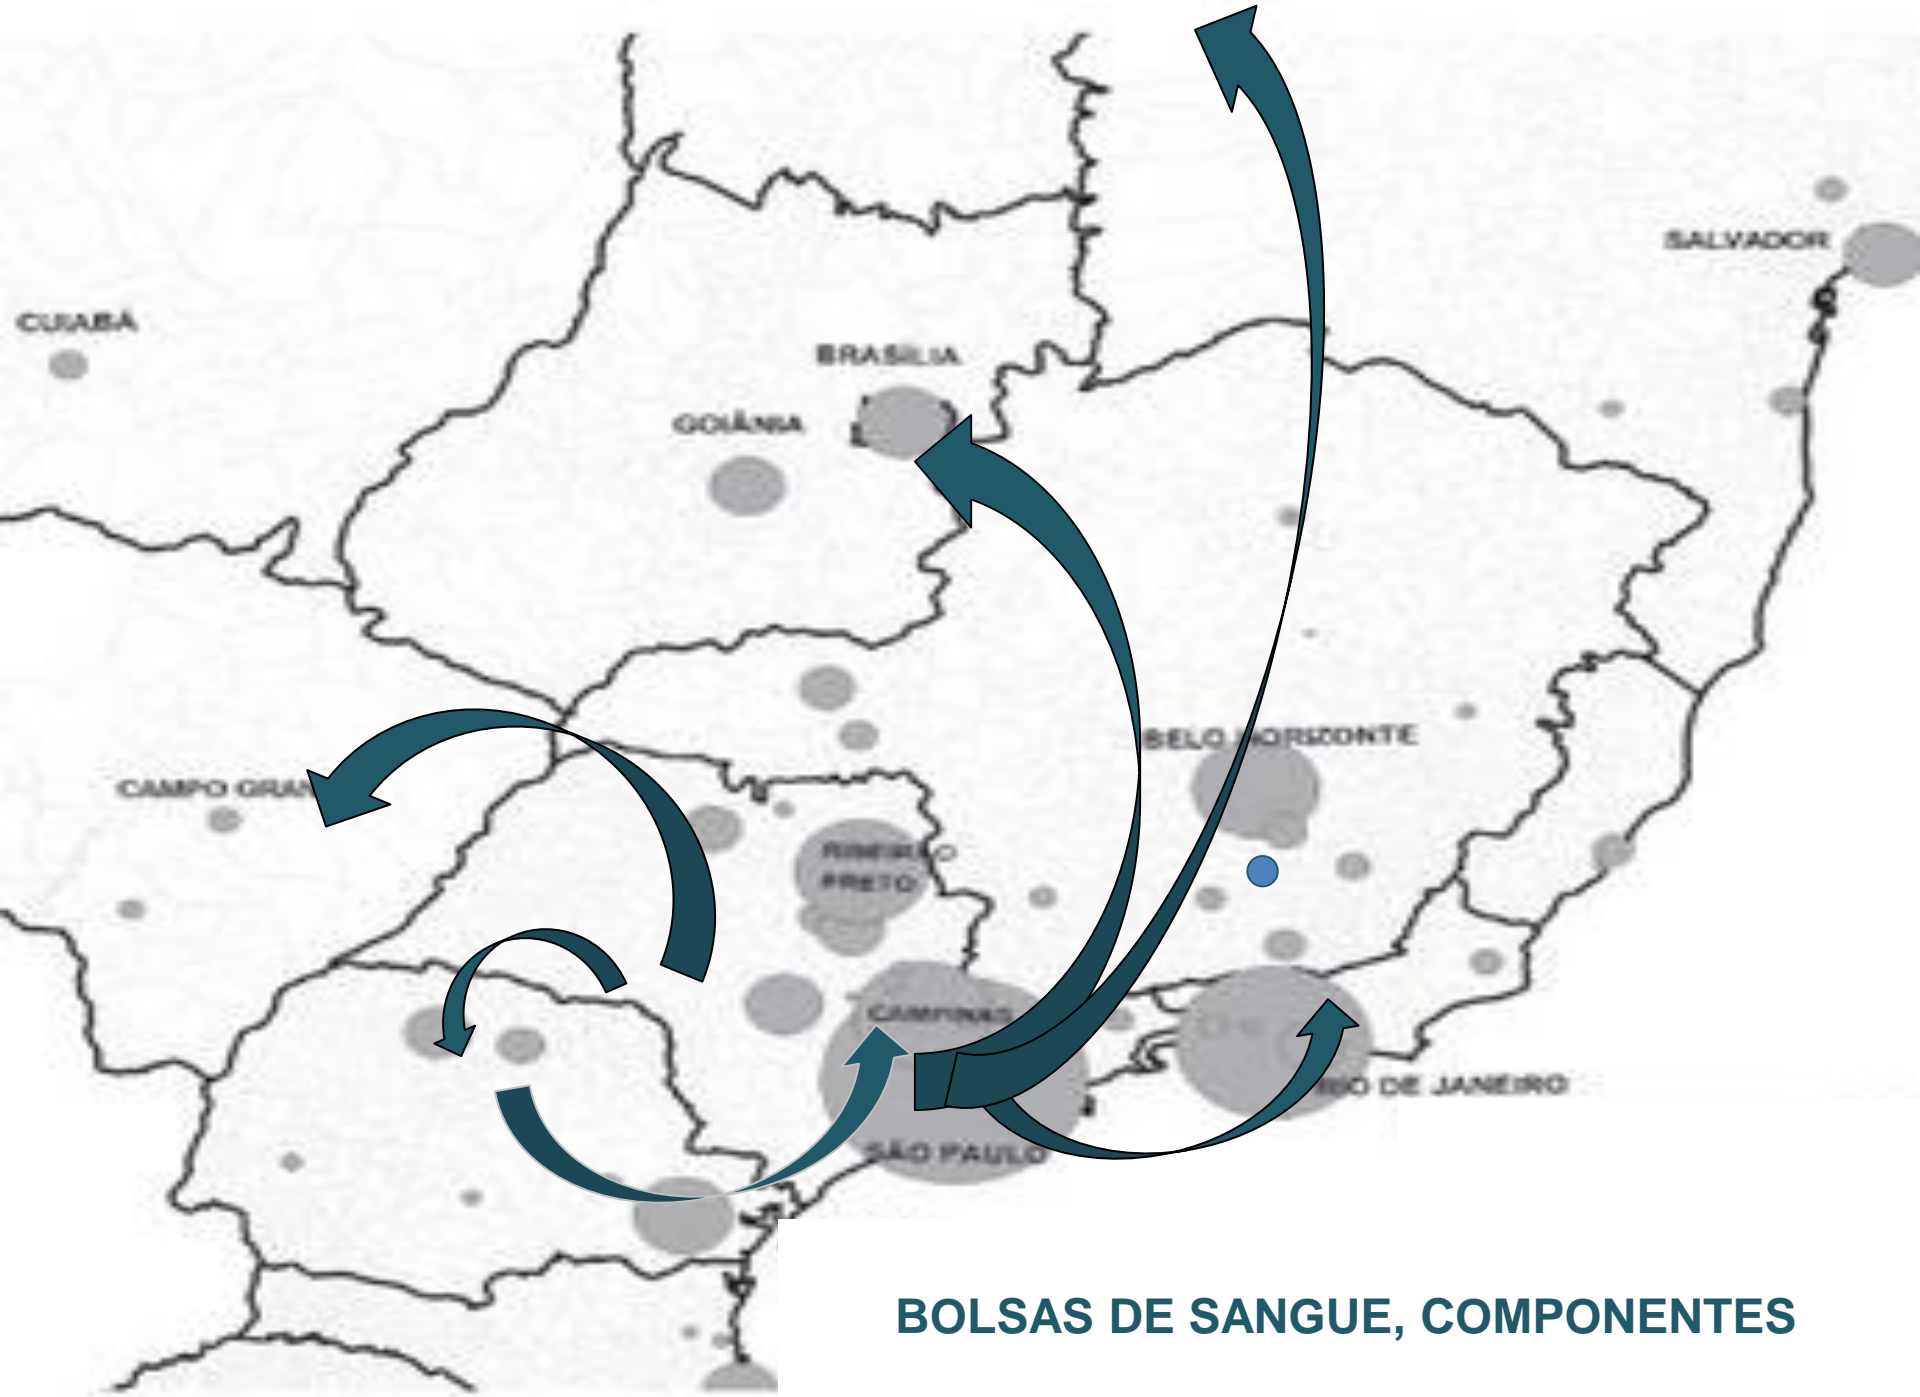 SALVADOR
CUIABÁ
BRASÍLIA
GOIÂNIA
BELO HORIZONTE
CAMPO GRAN
RIBEIRÃO
PRETO
CAMPINAS
RIO DE JANEIRO
SÃO PAULO
BOLSAS DE SANGUE, COMPONENTES